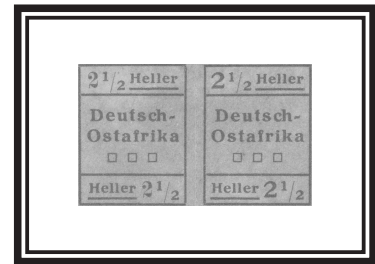 2 1/2 Heller
Deutsch-
Ostafrika
Heller 2 1/2
2 1/2 Heller
Deutsch-
Ostafrika
Heller 2 1/2